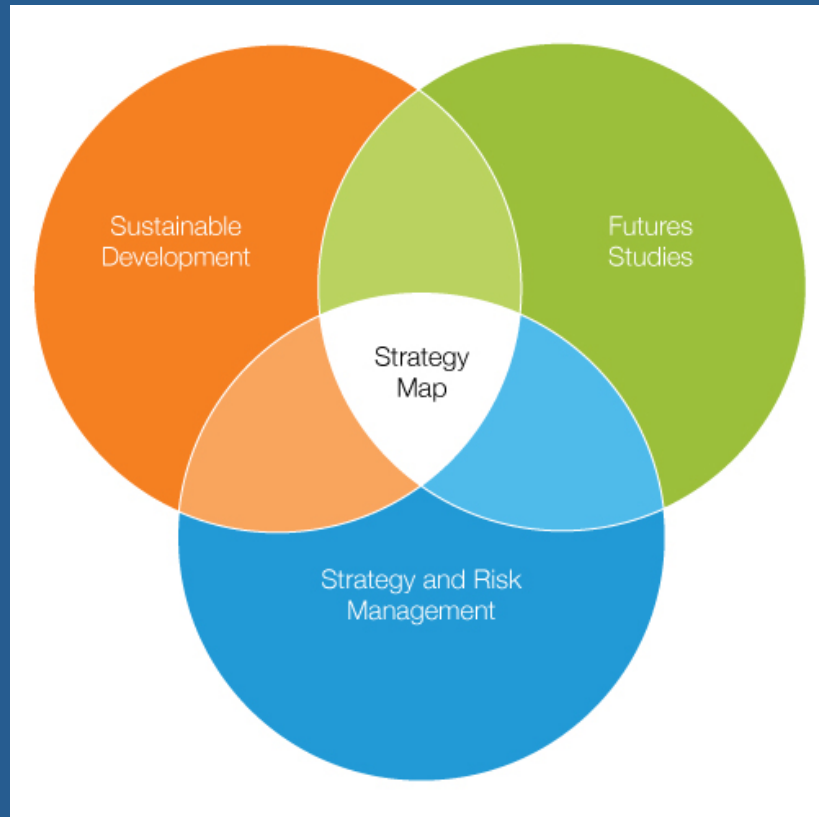 Sustainable
Development
Futures
Studies
Strategy
Map
Strategy and Risk
Management